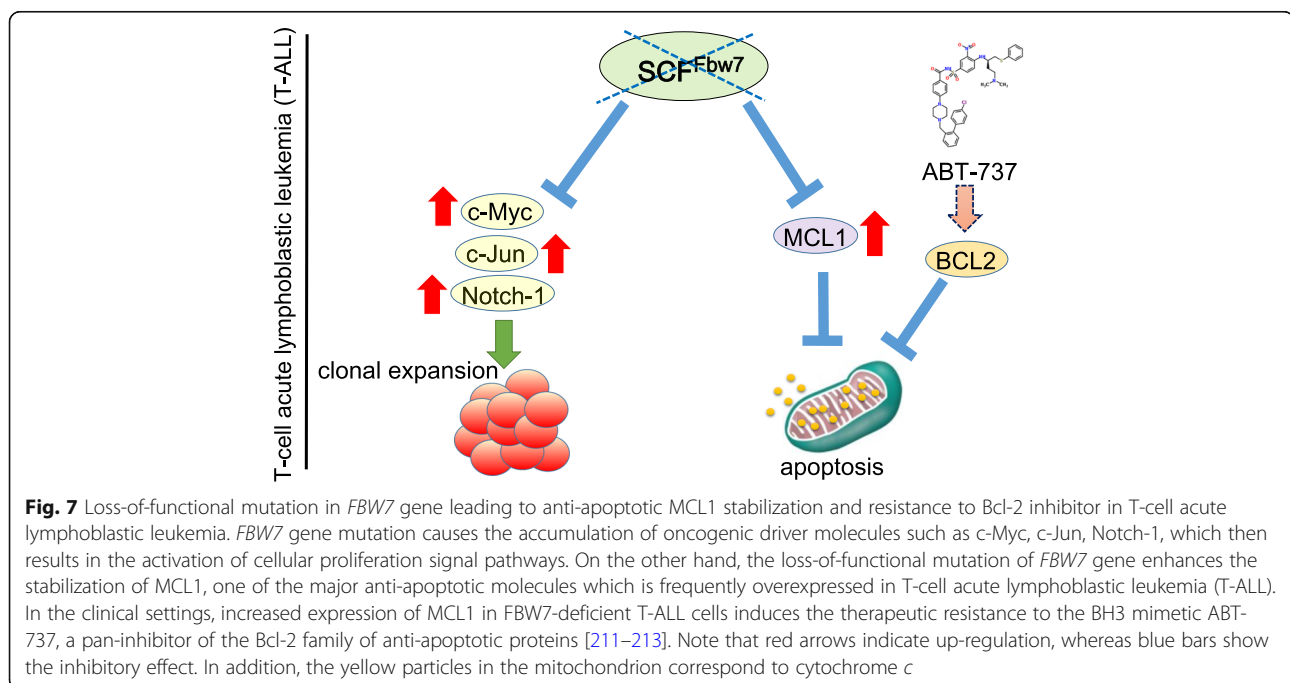 T-cell acute lymphoblastic leukemia (T-ALL)
SCFFbw7
ABT-737
c-Myc
c-Jun
Notch-1
MCL1
BCL2
clonal expansion
apoptosis
Fig. 7 Loss-of-functional mutation in FBW7 gene leading to anti-apoptotic MCL1 stabilization and resistance to Bcl-2 inhibitor in T-cell acute
lymphoblastic leukemia. FBW7 gene mutation causes the accumulation of oncogenic driver molecules such as c-Myc, c-Jun, Notch-1, which then
results in the activation of cellular proliferation signal pathways. On the other hand, the loss-of-functional mutation of FBW7 gene enhances the
stabilization of MCL1, one of the major anti-apoptotic molecules which is frequently overexpressed in T-cell acute lymphoblastic leukemia (T-ALL).
In the clinical settings, increased expression of MCL1 in FBW7-deficient T-ALL cells induces the therapeutic resistance to the BH3 mimetic ABT-
737, a pan-inhibitor of the Bcl-2 family of anti-apoptotic proteins [211–213]. Note that red arrows indicate up-regulation, whereas blue bars show
the inhibitory effect. In addition, the yellow particles in the mitochondrion correspond to cytochrome c